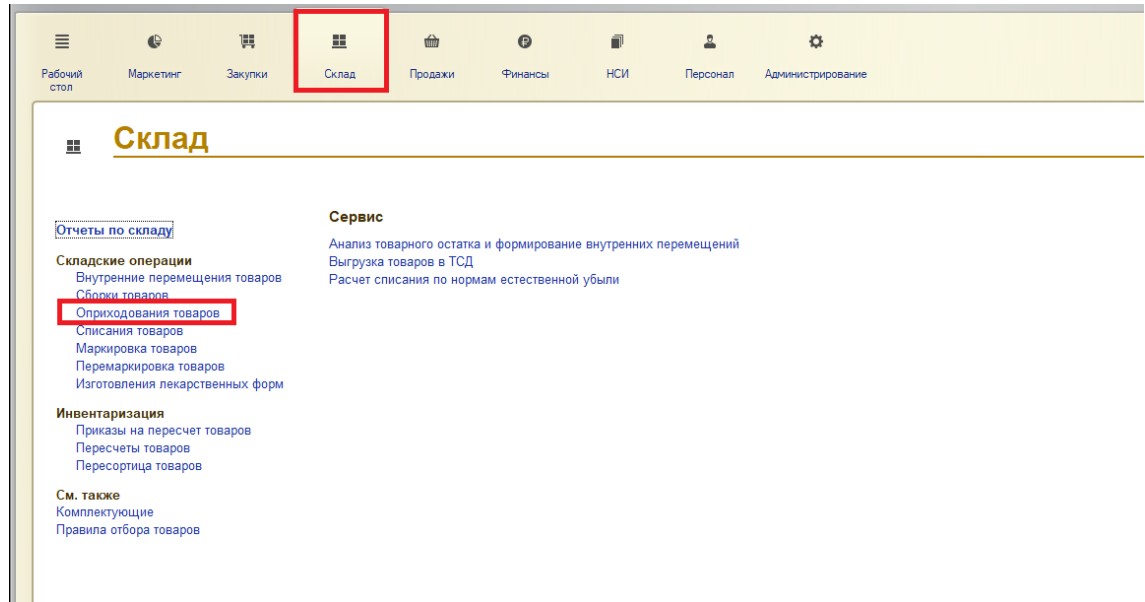 Рабочий стол
Маркетинг
Закупки
Склад
Продажи
Финансы
НСИ
Персонал
Администрирование
Склад
Отчеты по складу
Складские операции
Внутренние перемещения товаров
Сборки товаров
Оприходования товаров
Списания товаров
Маркировка товаров
Перемаркировка товаров
Изготовления лекарственных форм
Инвентаризация
Приказы на пересчет товаров
Пересчеты товаров
Пересортица товаров
См. также
Комплектующие
Правила отбора товаров
Сервис
Анализ товарного остатка и формирование внутренних перемещений
Выгрузка товаров в ТСД
Расчет списания по нормам естественной убыли